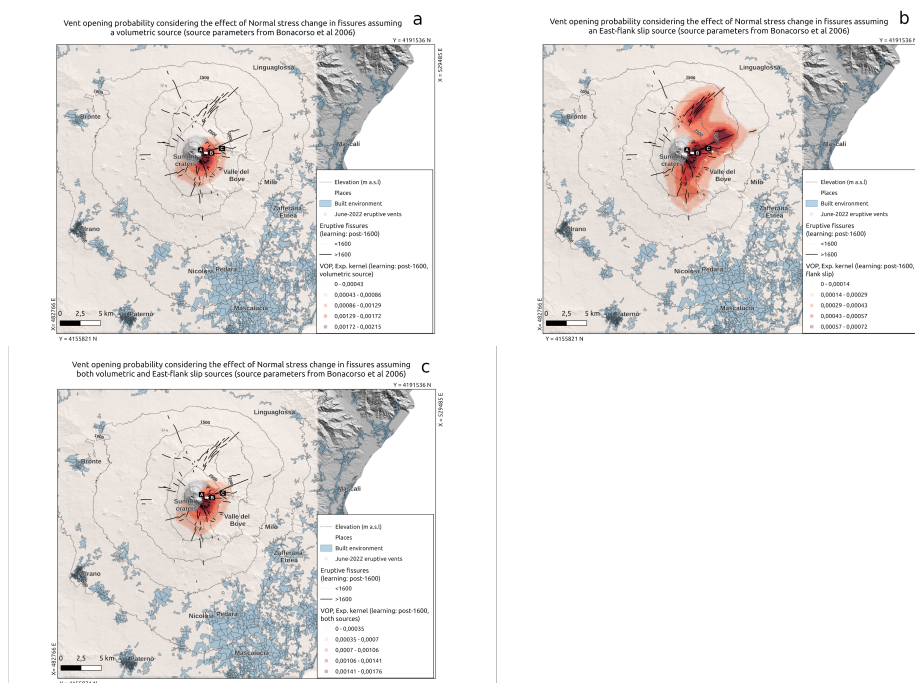 Vent opening probability considering the effect of Normal stress change in fissures assuming
a volumetric source (source parameters from Bonacorso et al 2006)
a
Y = 4191536 N
X = 529485 E
Linguaglossa
1500
Bronte
Mascali
A
B
C
Summit
craters
Valle del
Bove
Milo
Zafferana
Etnea
Nicolosi
Pedara
Mascalucia
Paternò
0 2,5 5 km
X= 482766 E
Y = 4155821 N
Elevation (m a.s.l)
Places
Built environment
June-2022 eruptive vents
Eruptive fissures
(learning: post-1600)
<1600
>1600
VOP, Exp. kernel (learning: post-1600,
volumetric source)
0 - 0,00043
0,00043 - 0,00086
0,00086 - 0,00129
0,00129 - 0,00172
0,00172 - 0,00215
Vent opening probability considering the effect of Normal stress change in fissures assuming
an East-flank slip source (source parameters from Bonacorso et al 2006)
b
Y = 4191536 N
Linguaglossa
1500
Bronte
Mascali
A
B
C
Summit
craters
Valle del
Bove
Milo
Zafferana
Etnea
Nicolosi
Pedara
Mascalucia
Paternò
0 2,5 5 km
X= 482766 E
Y = 4155821 N
Elevation (m a.s.l)
Places
Built environment
June-2022 eruptive vents
Eruptive fissures
(learning: post-1600)
<1600
>1600
VOP, Exp. kernel (learning: post-1600,
flank slip)
0 - 0,00014
0,00014 - 0,00029
0,00029 - 0,00043
0,00043 - 0,00057
0,00057 - 0,00072
Vent opening probability considering the effect of Normal stress change in fissures assuming
both volumetric and East-flank slip sources (source parameters from Bonacorso et al 2006)
c
Y = 4191536 N
X = 529485 E
Linguaglossa
1500
Bronte
Mascali
A
B
C
Summit
craters
Valle del
Bove
Milo
Zafferana
Etnea
Nicolosi
Pedara
Mascalucia
Paternò
0 2,5 5 km
X= 482766 E
Elevation (m a.s.l)
Places
Built environment
June-2022 eruptive vents
Eruptive fissures
(learning: post-1600)
<1600
>1600
VOP, Exp. kernel (learning: post-1600,
both sources)
0 - 0,00035
0,00035 - 0,0007
0,0007 - 0,00106
0,00106 - 0,00141
0,00141 - 0,00176